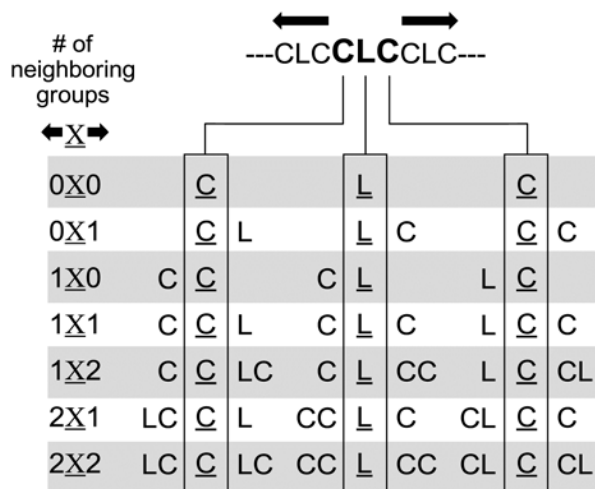 # of
neighboring
groups
X
---CLCCLCCLC---
0X0 C L C
0X1 C L L C C C
1X0 C C C L L C
1X1 C C L C L C L C C
1X2 C C LC C L CC L C CL
2X1 LC C L CC L C CL C C
2X2 LC C LC CC L CC CL C CL